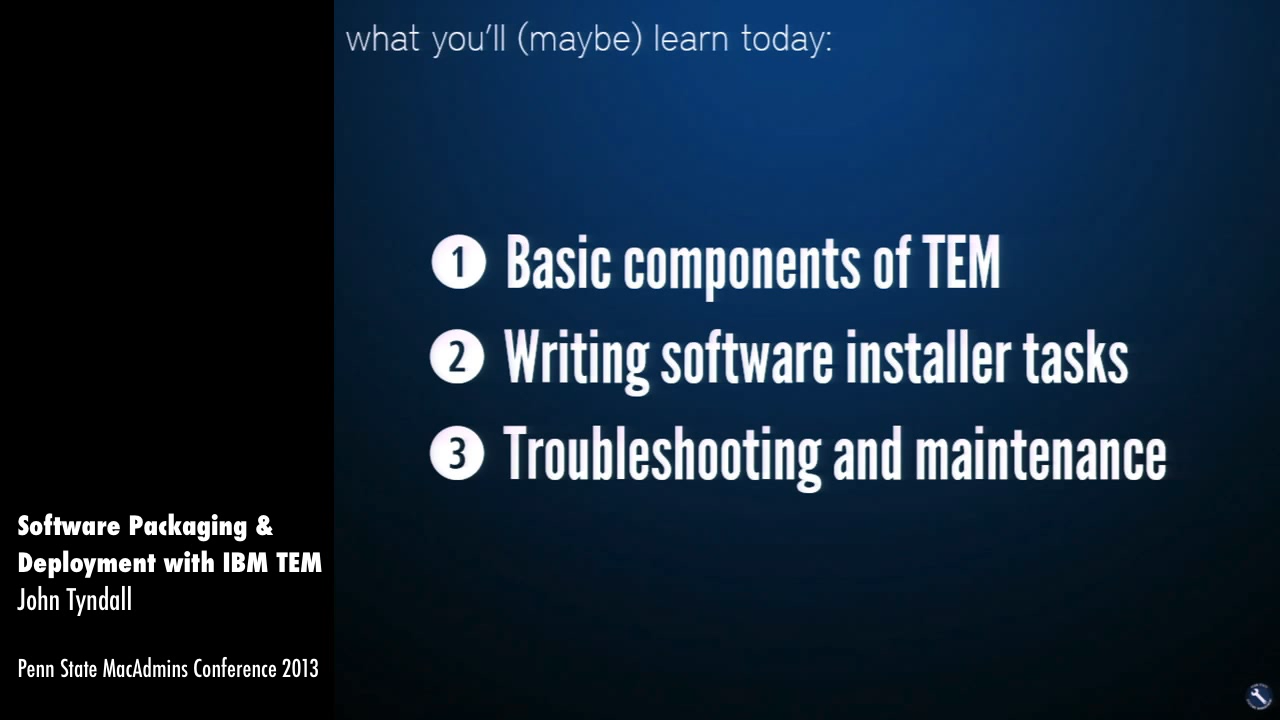 what you'll (maybe) learn today:
1 Basic components of TEM
2 Writing software installer tasks
3 Troubleshooting and maintenance
Software Packaging &
Deployment with IBM TEM
John Tyndall
Penn State MacAdmins Conference 2013